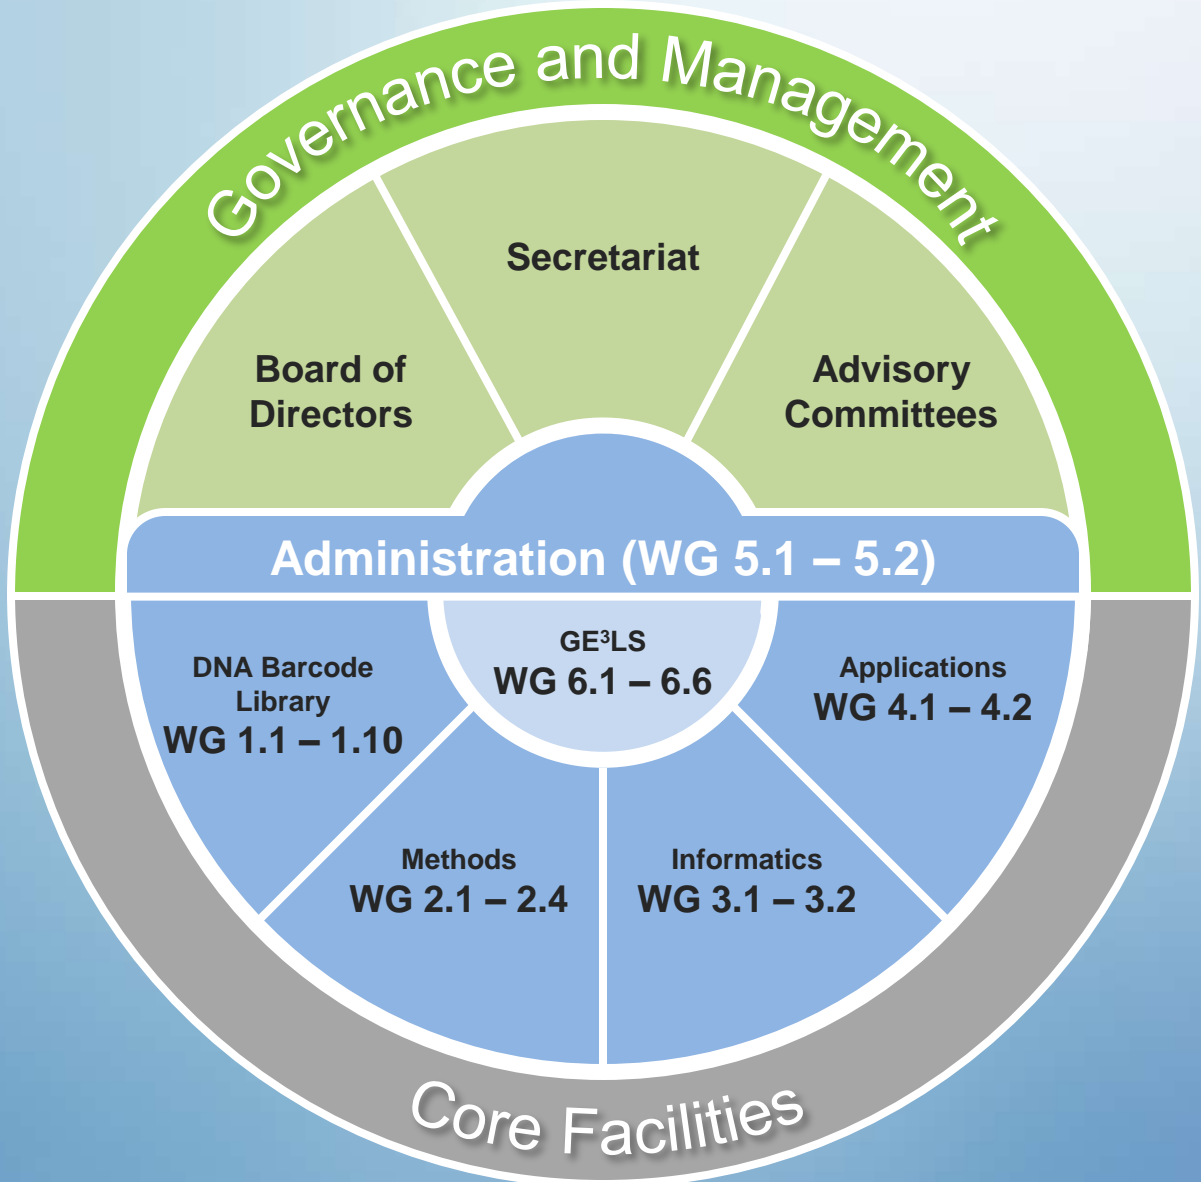 Governance and Management
Secretariat
Board of
Directors
Advisory
Committees
Administration (WG 5.1 – 5.2)
GE³LS
WG 6.1 – 6.6
DNA Barcode
Library
WG 1.1 – 1.10
Applications
WG 4.1 – 4.2
Methods
WG 2.1 – 2.4
Informatics
WG 3.1 – 3.2
Core Facilities